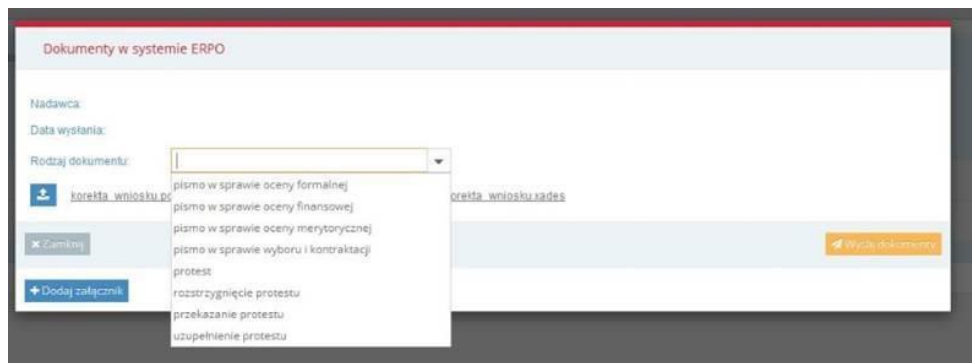 Dokumenty w systemie ERPO
Nadawca:
Data wysłania:
Rodzaj dokumentu:
pismo w sprawie oceny formalnej
korekta_wniosku.pd
orekta_wniosku.xades
pismo w sprawie oceny finansowej
pismo w sprawie oceny merytorycznej
pismo w sprawie wyboru i kontraktacji
Zamknij
Wyślij dokumenty
protest
Dodaj załącznik
rozstrzygnięcie protestu
przekazanie protestu
uzupełnienie protestu